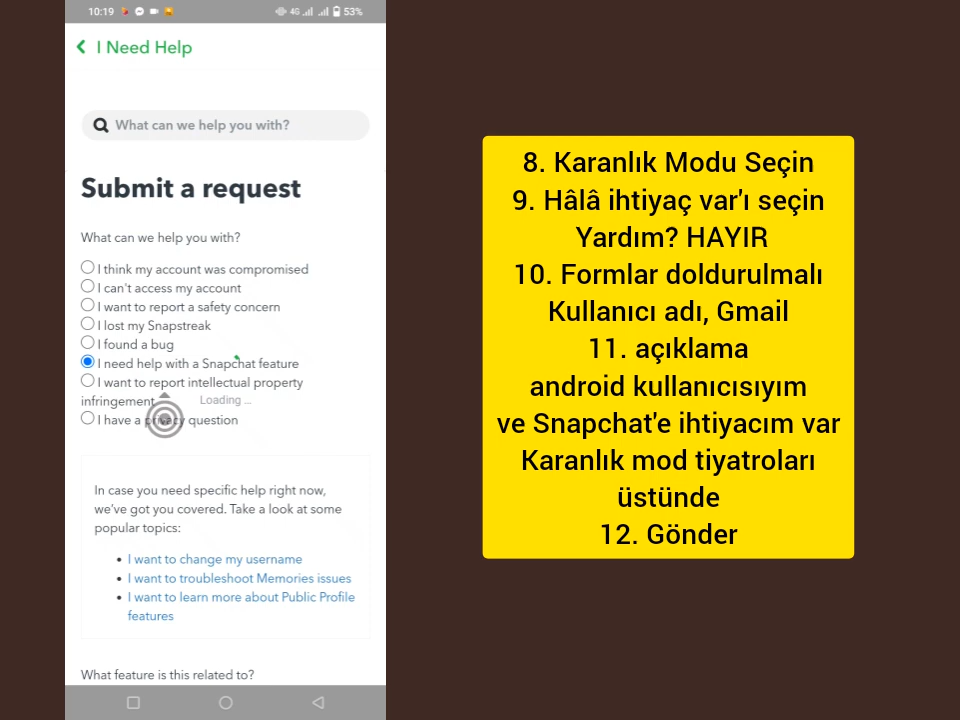 10:19
4G
53%
I Need Help
What can we help you with?
Submit a request
What can we help you with?
I think my account was compromised
I can't access my account
I want to report a safety concern
I lost my Snapstreak
I found a bug
I need help with a Snapchat feature
I want to report intellectual property
infringement
Loading ...
I have a privacy question
In case you need specific help right now,
we've got you covered. Take a look at some
popular topics:
• I want to change my username
• I want to troubleshoot Memories issues
• I want to learn more about Public Profile
features
What feature is this related to?
8. Karanlık Modu Seçin
9. Hâlâ ihtiyaç var'ı seçin
Yardım? HAYIR
10. Formlar doldurulmalı
Kullanıcı adı, Gmail
11. açıklama
android kullanıcısıyım
ve Snapchat'e ihtiyacım var
Karanlık mod tiyatroları
üstünde
12. Gönder